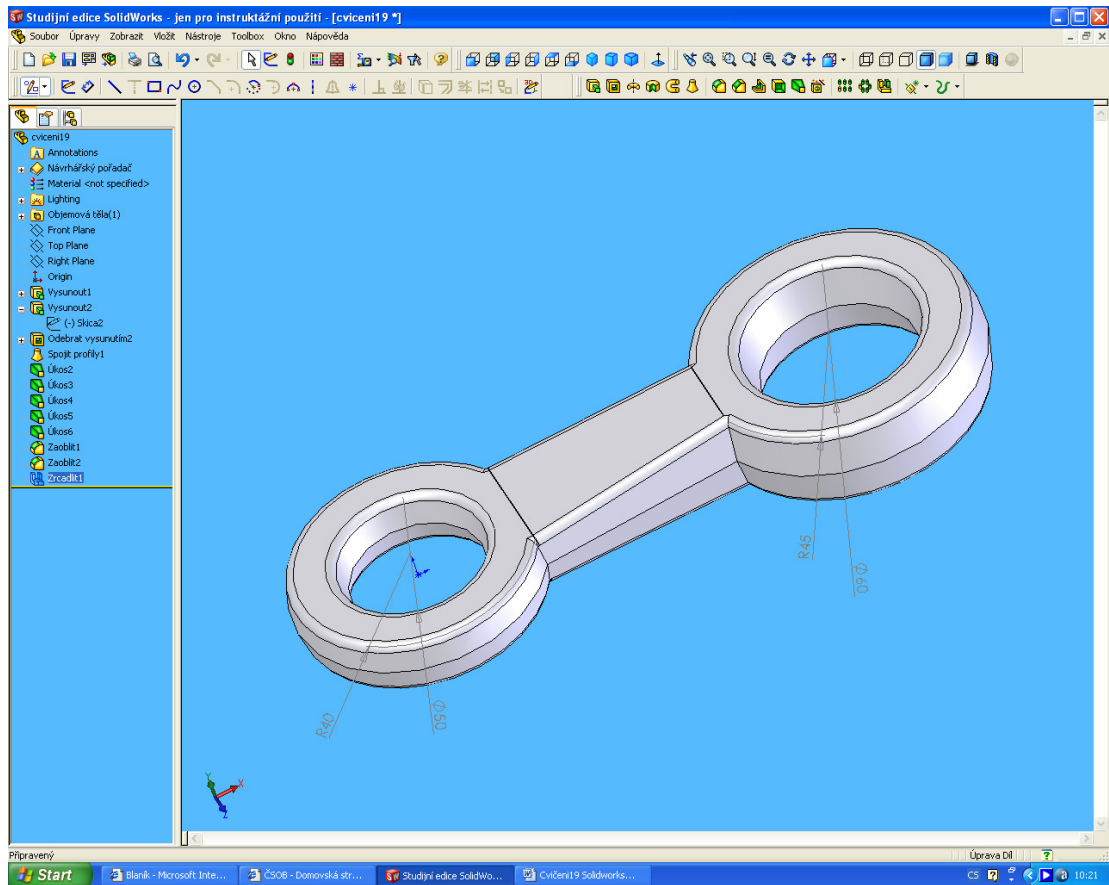 Studijní edice SolidWorks - jen pro instruktážní použití - [cviceni19 *]
Soubor Úpravy Zobrazit Vložit Nástroje Toolbox Okno Nápověda
cviceni19
A Annotations
Návrhářský pořadač
Material <not specified>
Lighting
Objemová těla(1)
Front Plane
Top Plane
Right Plane
Origin
Vysunout1
Vysunout2
(-) Skica2
Odebrat vysunutím2
Spojit profily1
Úkos2
Úkos3
Úkos4
Úkos5
Úkos6
Zaoblit1
Zaoblit2
Zrcadlit1
R45
Ø60
R40
Ø50
Y
X
Z
Připravený
Úprava Díl
Start
Blaník - Microsoft Inte...
ČSOB - Domovská str...
Studijní edice SolidWo...
Cvičení19 Solidworks...
CS
10:21